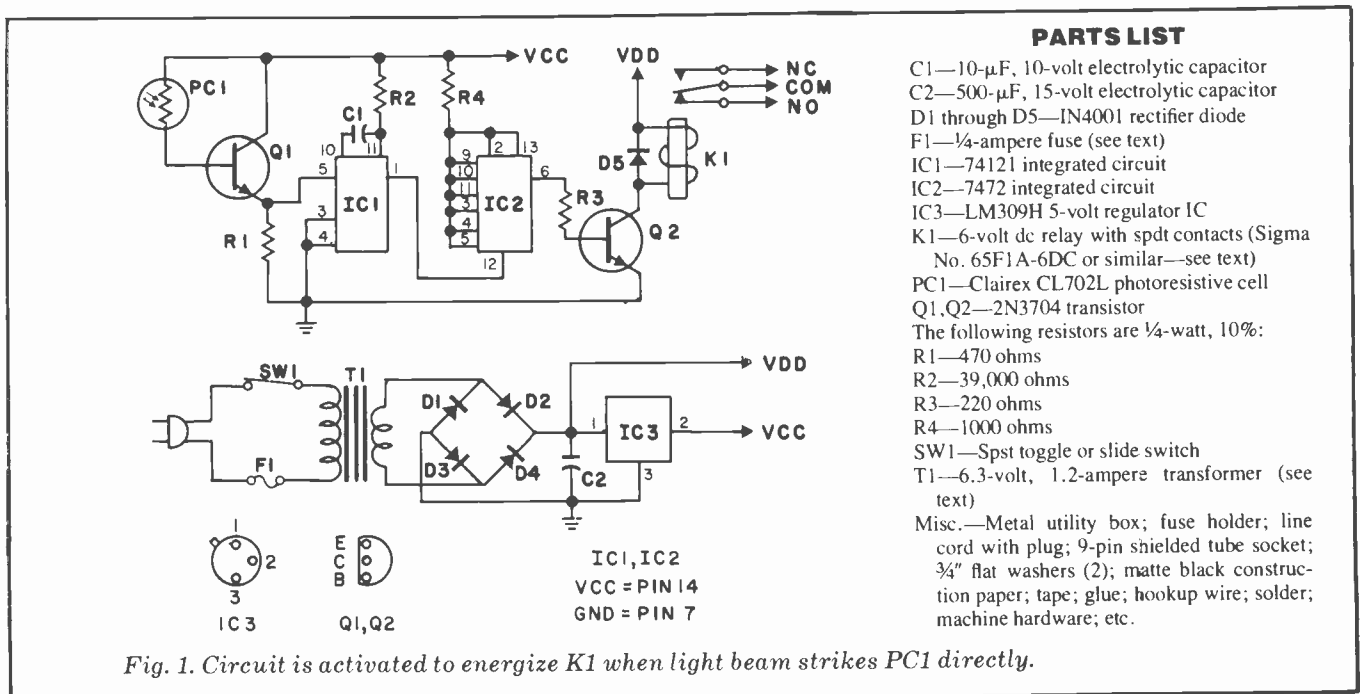 VCC
VDD
NC
COM
NO
PC1
R2
R4
C1
Q1
10
11
2
13
9
10
11
3
4
5
5
1
6
3
4
12
IC1
IC2
D5
K1
R3
Q2
R1
SW1
T1
VDD
D1
D2
1
IC3
2
VCC
D3
D4
C2
3
F1
1
2
3
IC3
E
C
B
Q1,Q2
IC1,IC2
VCC = PIN 14
GND = PIN 7
PARTS LIST
C1—10-μF, 10-volt electrolytic capacitor
C2—500-μF, 15-volt electrolytic capacitor
D1 through D5—IN4001 rectifier diode
F1—¼-ampere fuse (see text)
IC1—74121 integrated circuit
IC2—7472 integrated circuit
IC3—LM309H 5-volt regulator IC
K1—6-volt dc relay with spdt contacts (Sigma
No. 65F1A-6DC or similar—see text)
PC1—Clairex CL702L photoresistive cell
Q1,Q2—2N3704 transistor
The following resistors are ¼-watt, 10%:
R1—470 ohms
R2—39,000 ohms
R3—220 ohms
R4—1000 ohms
SW1—Spst toggle or slide switch
T1—6.3-volt, 1.2-ampere transformer (see
text)
Misc.—Metal utility box; fuse holder; line
cord with plug; 9-pin shielded tube socket;
¾" flat washers (2); matte black construc-
tion paper; tape; glue; hookup wire; solder;
machine hardware; etc.
Fig. 1. Circuit is activated to energize K1 when light beam strikes PC1 directly.